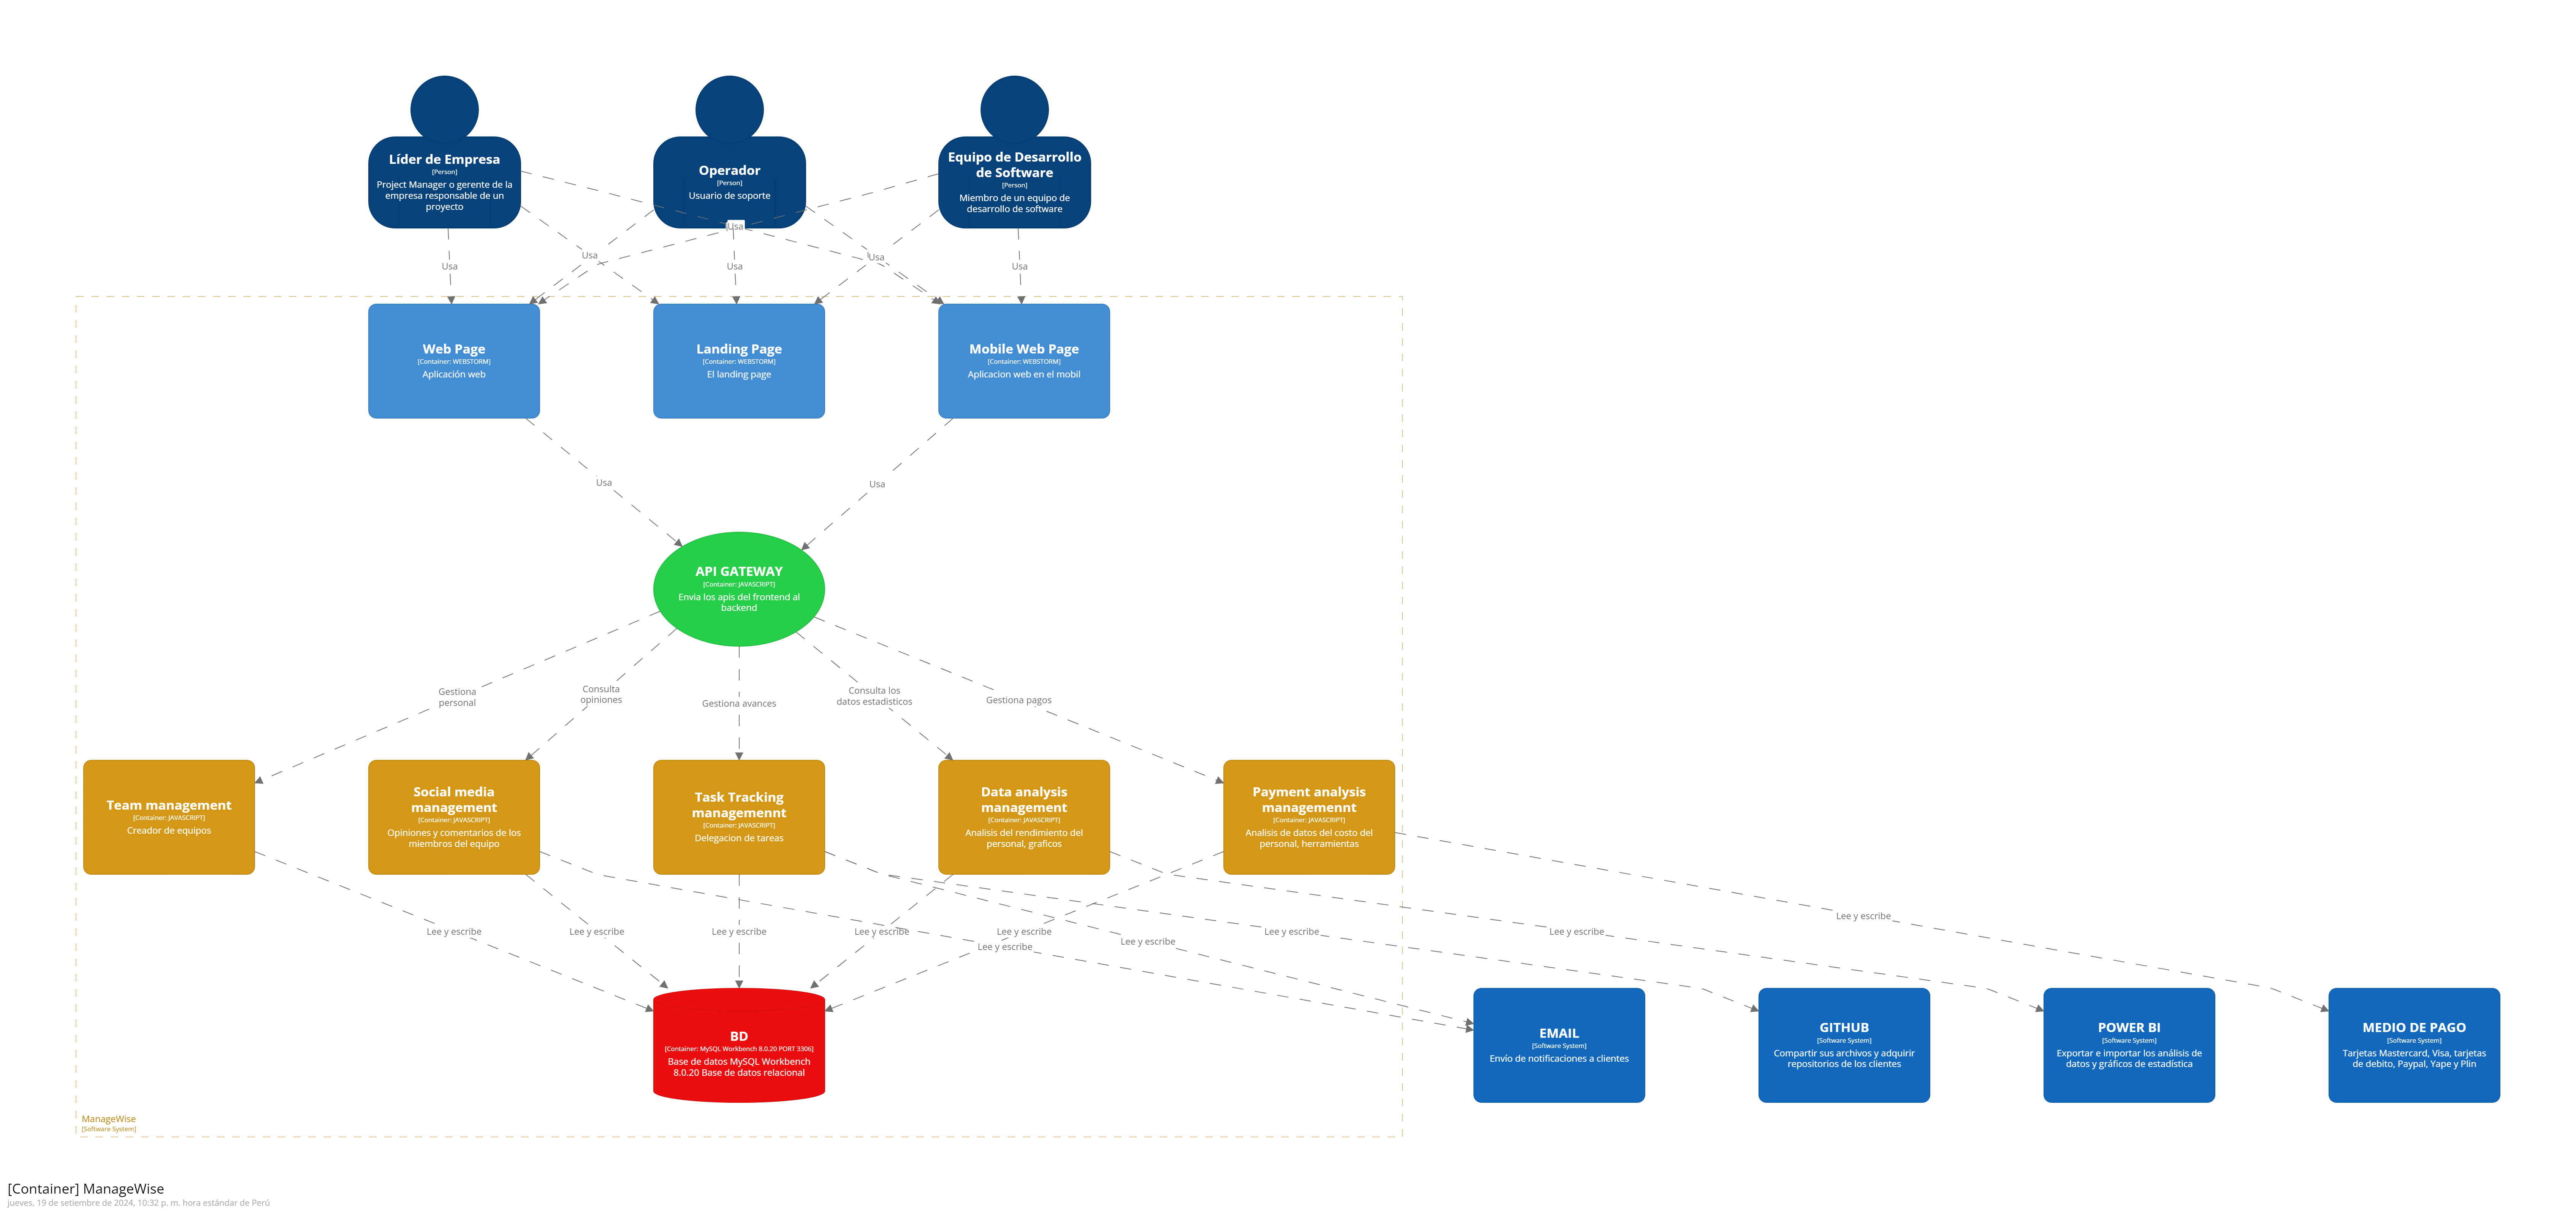 Líder de Empresa
[Person]
Project Manager o gerente de la
empresa responsable de un
proyecto
Operador
[Person]
Usuario de soporte
Equipo de Desarrollo
de Software
[Person]
Miembro de un equipo de
desarrollo de software
Usa
Usa
Usa
Usa
Usa
Usa
Web Page
[Container: WEBSTORM]
Aplicación web
Landing Page
[Container: WEBSTORM]
El landing page
Mobile Web Page
[Container: WEBSTORM]
Aplicacion web en el mobil
Usa
Usa
API GATEWAY
[Container: JAVASCRIPT]
Envia los apis del frontend al
backend
Gestiona
personal
Consulta
opiniones
Gestiona avances
Consulta los
datos estadisticos
Gestiona pagos
Team management
[Container: JAVASCRIPT]
Creador de equipos
Social media
management
[Container: JAVASCRIPT]
Opiniones y comentarios de los
miembros del equipo
Task Tracking
managemennt
[Container: JAVASCRIPT]
Delegacion de tareas
Data analysis
management
[Container: JAVASCRIPT]
Analisis del rendimiento del
personal, graficos
Payment analysis
managemennt
[Container: JAVASCRIPT]
Analisis de datos del costo del
personal, herramientas
Lee y escribe
Lee y escribe
Lee y escribe
Lee y escribe
Lee y escribe
Lee y escribe
Lee y escribe
Lee y escribe
Lee y escribe
Lee y escribe
BD
[Container: MySQL Workbench 8.0.20 PORT 3306]
Base de datos MySQL Workbench
8.0.20 Base de datos relacional
EMAIL
[Software System]
Envío de notificaciones a clientes
GITHUB
[Software System]
Compartir sus archivos y adquirir
repositorios de los clientes
POWER BI
[Software System]
Exportar e importar los análisis de
datos y gráficos de estadística
MEDIO DE PAGO
[Software System]
Tarjetas Mastercard, Visa, tarjetas
de debito, Paypal, Yape y Plin
ManageWise
[Software System]
[Container] ManageWise
jueves, 19 de setiembre de 2024, 10:32 p. m. hora estándar de Perú